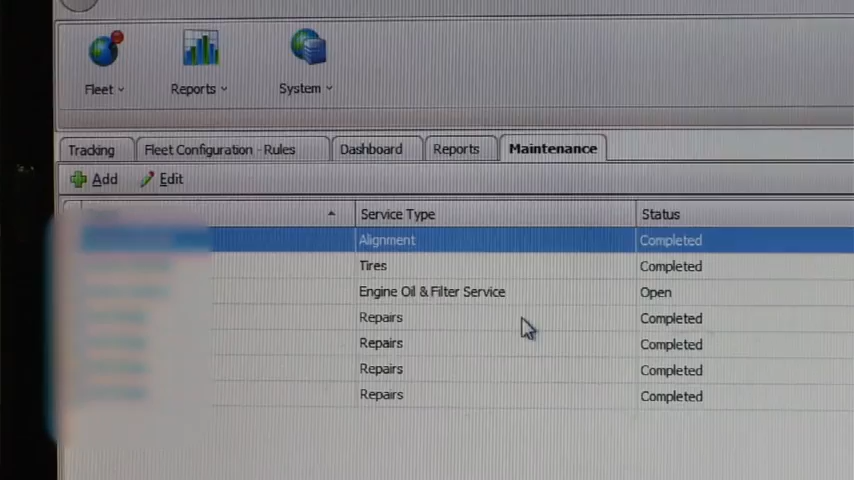 Fleet Reports System
Tracking Fleet Configuration - Rules Dashboard Reports Maintenance
Add Edit
Service Type Status
Alignment Completed
Tires Completed
Engine Oil & Filter Service Open
Repairs Completed
Repairs Completed
Repairs Completed
Repairs Completed